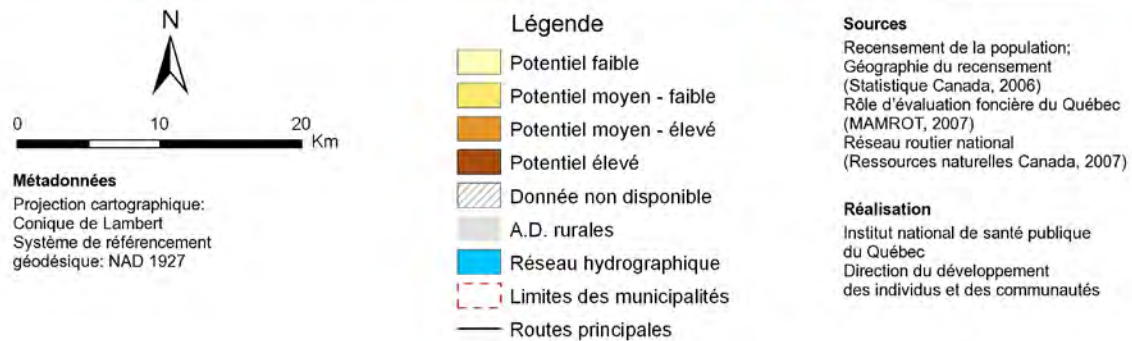 N
0 10 20
Km
Métadonnées
Projection cartographique:
Conique de Lambert
Système de référencement
géodésique: NAD 1927
Légende
Potentiel faible
Potentiel moyen - faible
Potentiel moyen - élevé
Potentiel élevé
Donnée non disponible
A.D. rurales
Réseau hydrographique
Limites des municipalités
Routes principales
Sources
Recensement de la population;
Géographie du recensement
(Statistique Canada, 2006)
Rôle d'évaluation foncière du Québec
(MAMROT, 2007)
Réseau routier national
(Ressources naturelles Canada, 2007)
Réalisation
Institut national de santé publique
du Québec
Direction du développement
des individus et des communautés